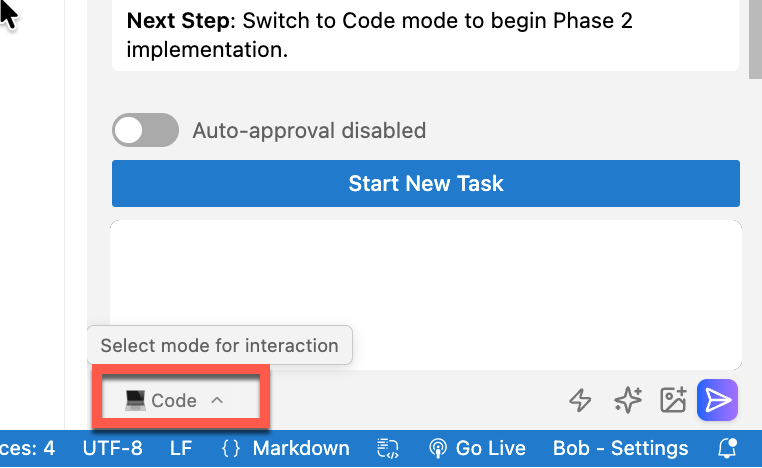 Next Step: Switch to Code mode to begin Phase 2
implementation.
Auto-approval disabled
Start New Task
Select mode for interaction
Code
ces: 4 UTF-8 LF {} Markdown Go Live Bob - Settings